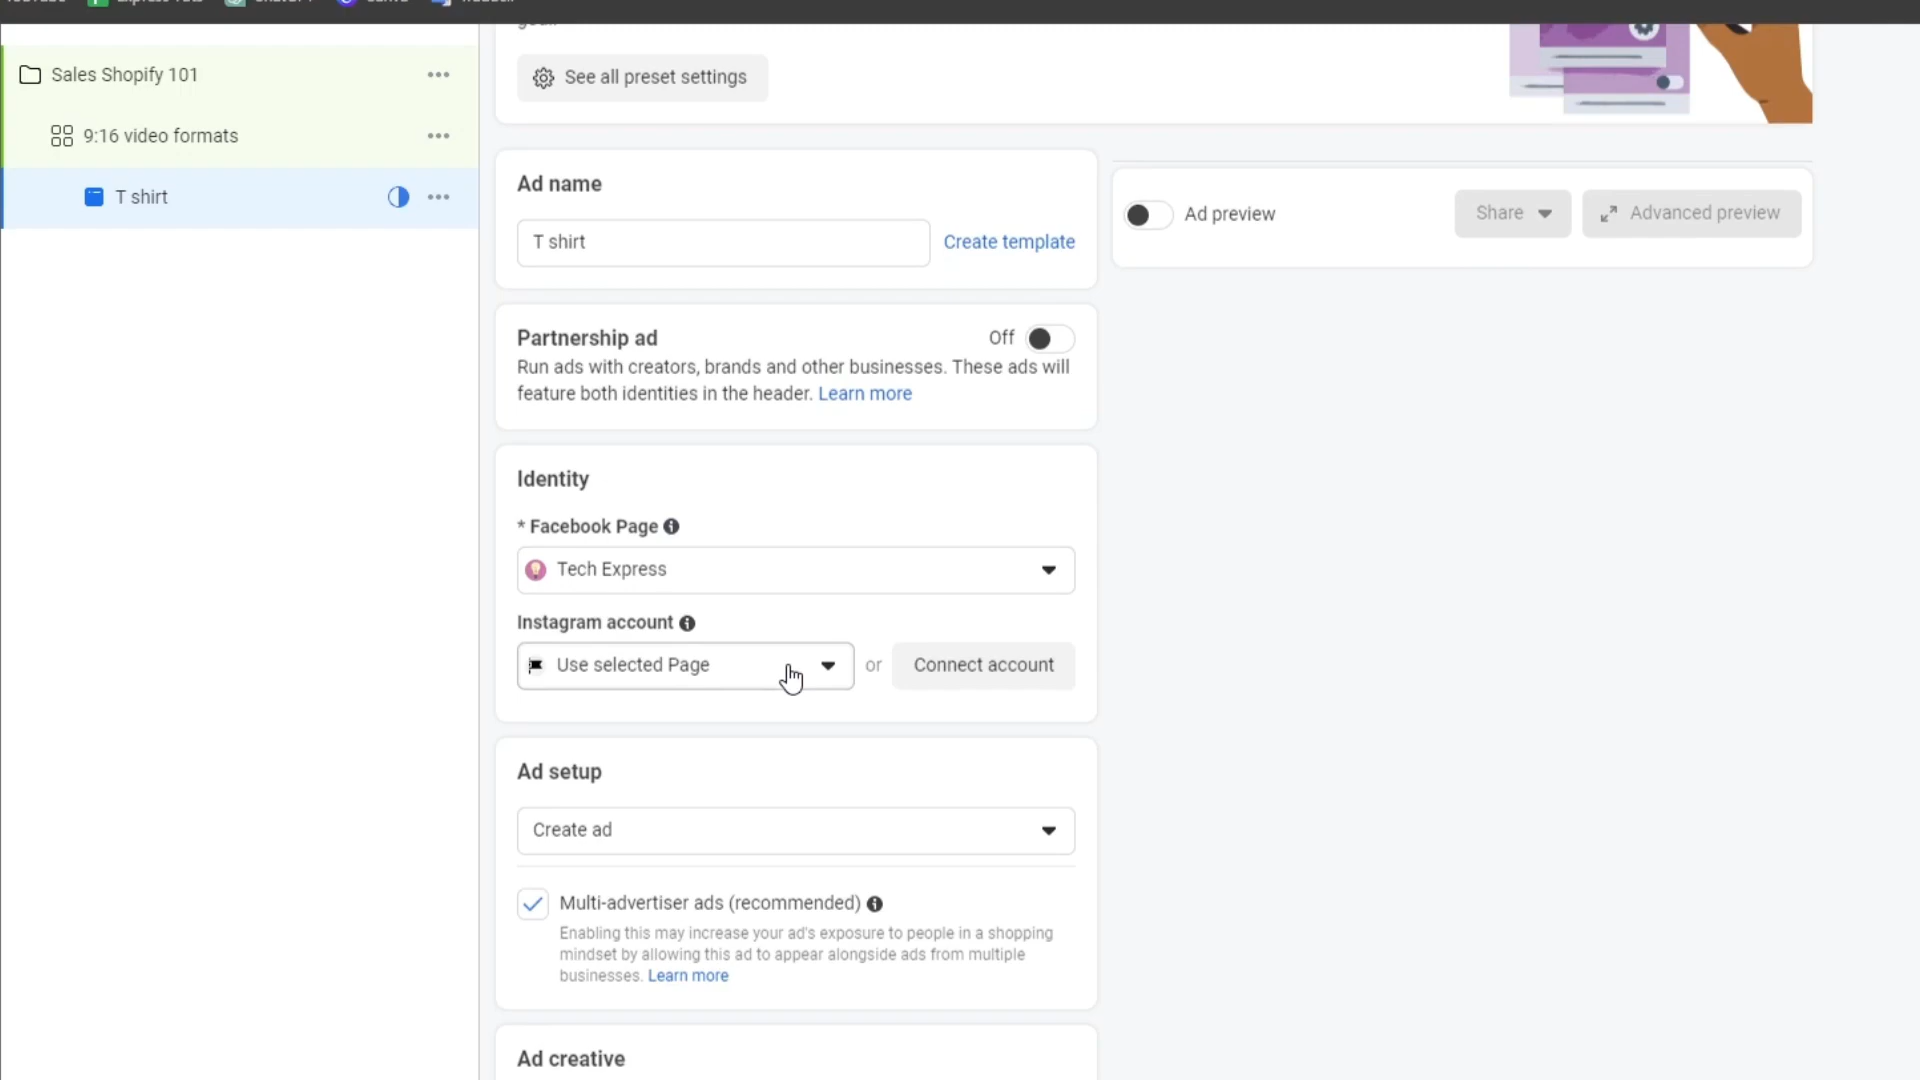 See all preset settings
Sales Shopify 101
9:16 video formats
T shirt
Ad name
T shirt
Create template
Ad preview
Share
Advanced preview
Partnership ad
Off
Run ads with creators, brands and other businesses. These ads will
feature both identities in the header. Learn more
Identity
* Facebook Page
Tech Express
Instagram account
Use selected Page
or
Connect account
Ad setup
Create ad
Multi-advertiser ads (recommended)
Enabling this may increase your ad's exposure to people in a shopping
mindset by allowing this ad to appear alongside ads from multiple
businesses. Learn more
Ad creative